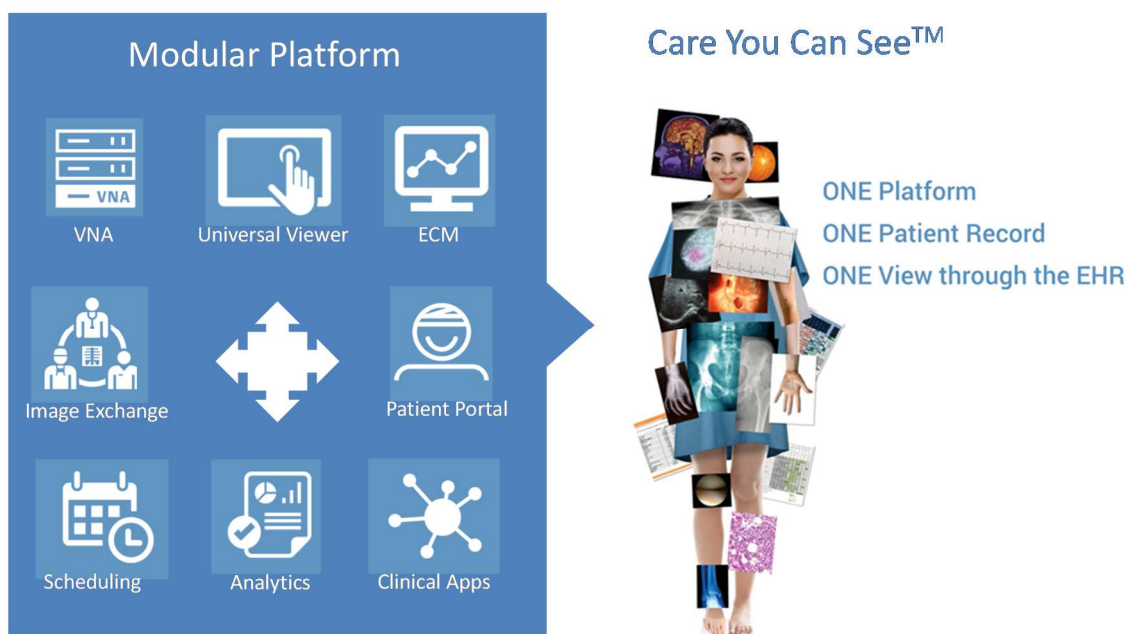 Modular Platform
Care You Can See™
VNA
VNA
Universal Viewer
ECM
Image Exchange
Patient Portal
Scheduling
Analytics
Clinical Apps
ONE Platform
ONE Patient Record
ONE View through the EHR